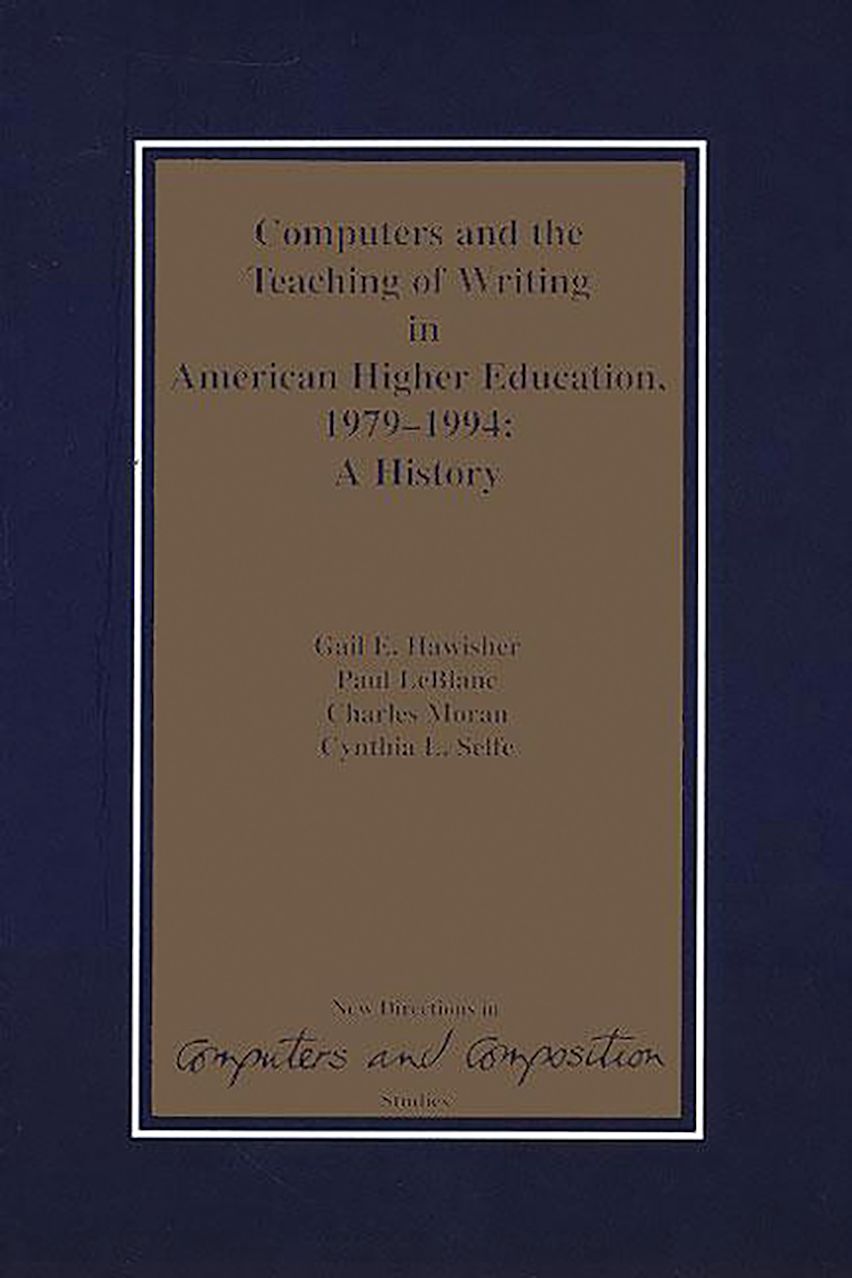 Computers and the
Teaching of Writing
in
American Higher Education,
1979–1994:
A History
Gail E. Hawisher
Paul LeBlanc
Charles Moran
Cynthia L. Selfe
New Directions in
Computers and Composition
Studies